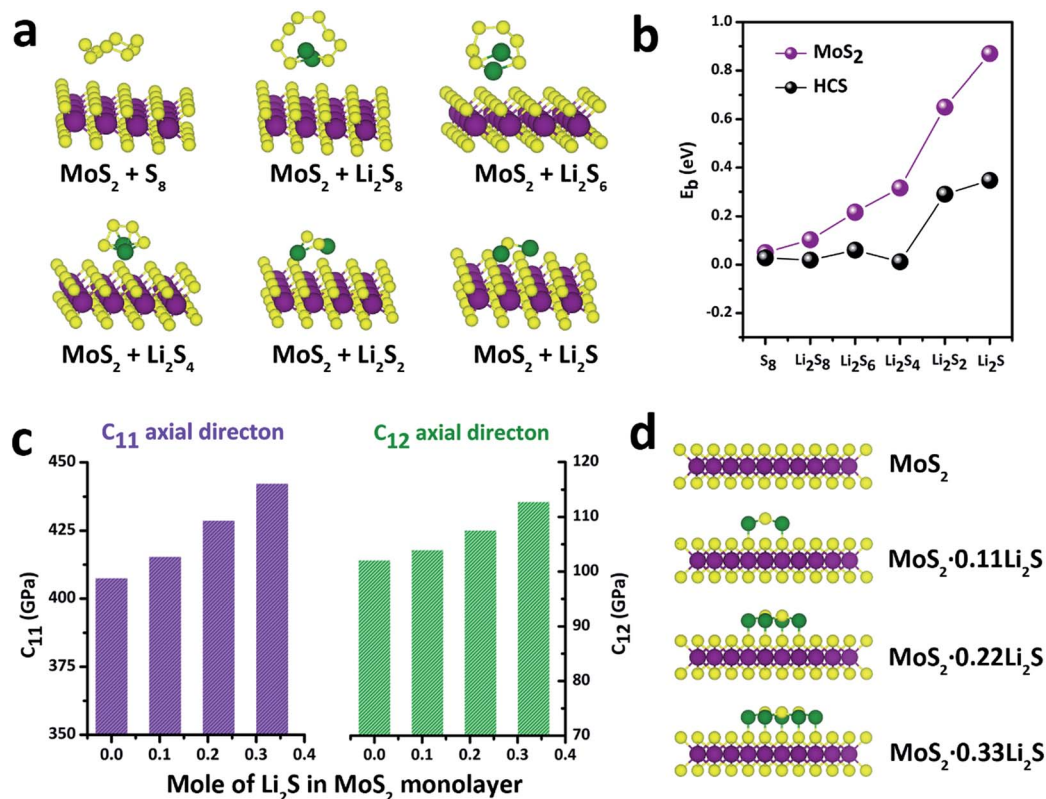 a
MoS₂ + S₈
MoS₂ + Li₂S₈
MoS₂ + Li₂S₆
MoS₂ + Li₂S₄
MoS₂ + Li₂S₂
MoS₂ + Li₂S
b
MoS₂
HCS
E_b (eV)
1.0
0.8
0.6
0.4
0.2
0.0
-0.2
S₈ Li₂S₈ Li₂S₆ Li₂S₄ Li₂S₂ Li₂S
c
C₁₁ axial directon
C₁₂ axial directon
C₁₁ (GPa)
450
425
400
375
350
120
110
100
90
80
70
C₁₂ (GPa)
0.0 0.1 0.2 0.3 0.4
0.0 0.1 0.2 0.3 0.4
Mole of Li₂S in MoS₂ monolayer
d
MoS₂
MoS₂·0.11Li₂S
MoS₂·0.22Li₂S
MoS₂·0.33Li₂S